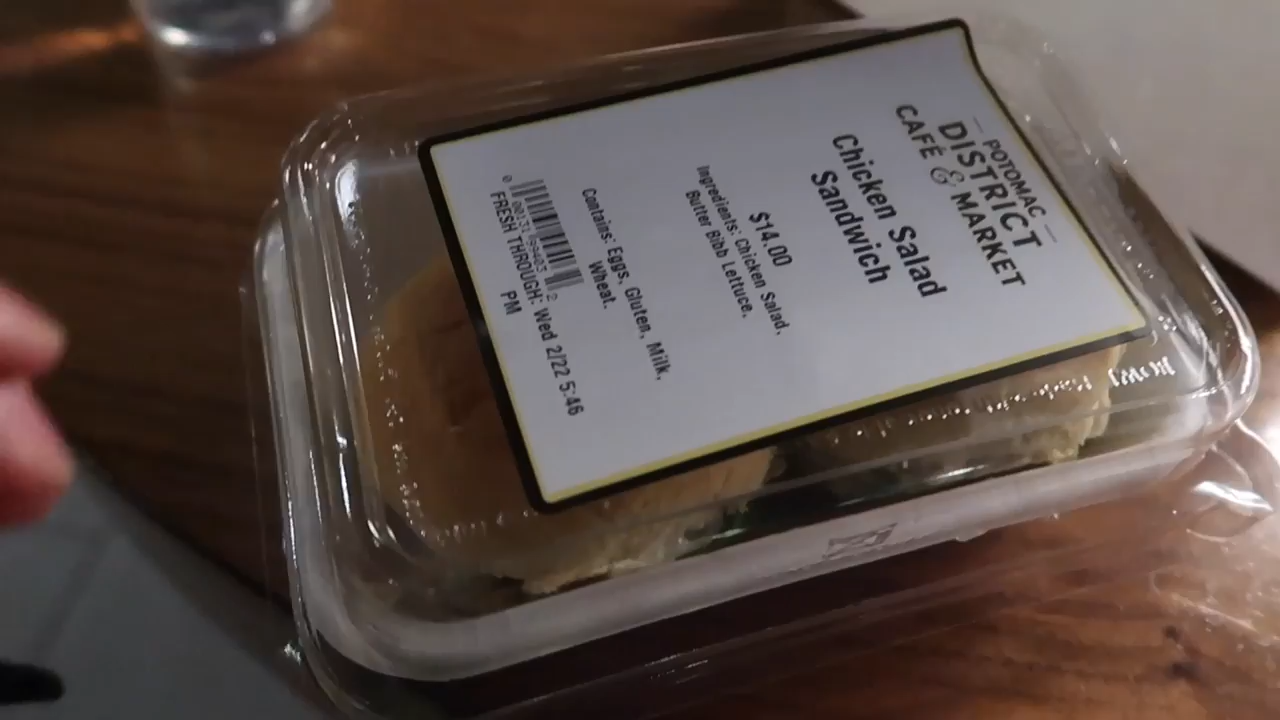 POTOMAC
DISTRICT
CAFÉ & MARKET
Chicken Salad
Sandwich
$14.00
Ingredients: Chicken Salad,
Butter Bibb Lettuce,
Contains: Eggs, Gluten, Milk,
Wheat.
FRESH THROUGH: Wed 2/22 5:46
PM